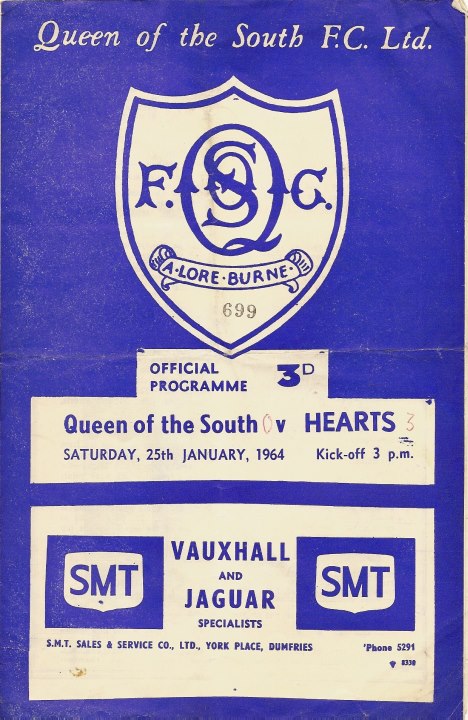 Queen of the South F.C. Ltd.
F. QSA C.
A·LORE·BURNE·
699
OFFICIAL PROGRAMME 3D
Queen of the South 0 v HEARTS 3
SATURDAY, 25th JANUARY, 1964 Kick-off 3 p.m.
SMT
VAUXHALL
AND
JAGUAR
SPECIALISTS
SMT
S.M.T. SALES & SERVICE CO., LTD., YORK PLACE, DUMFRIES 'Phone 5291
8338